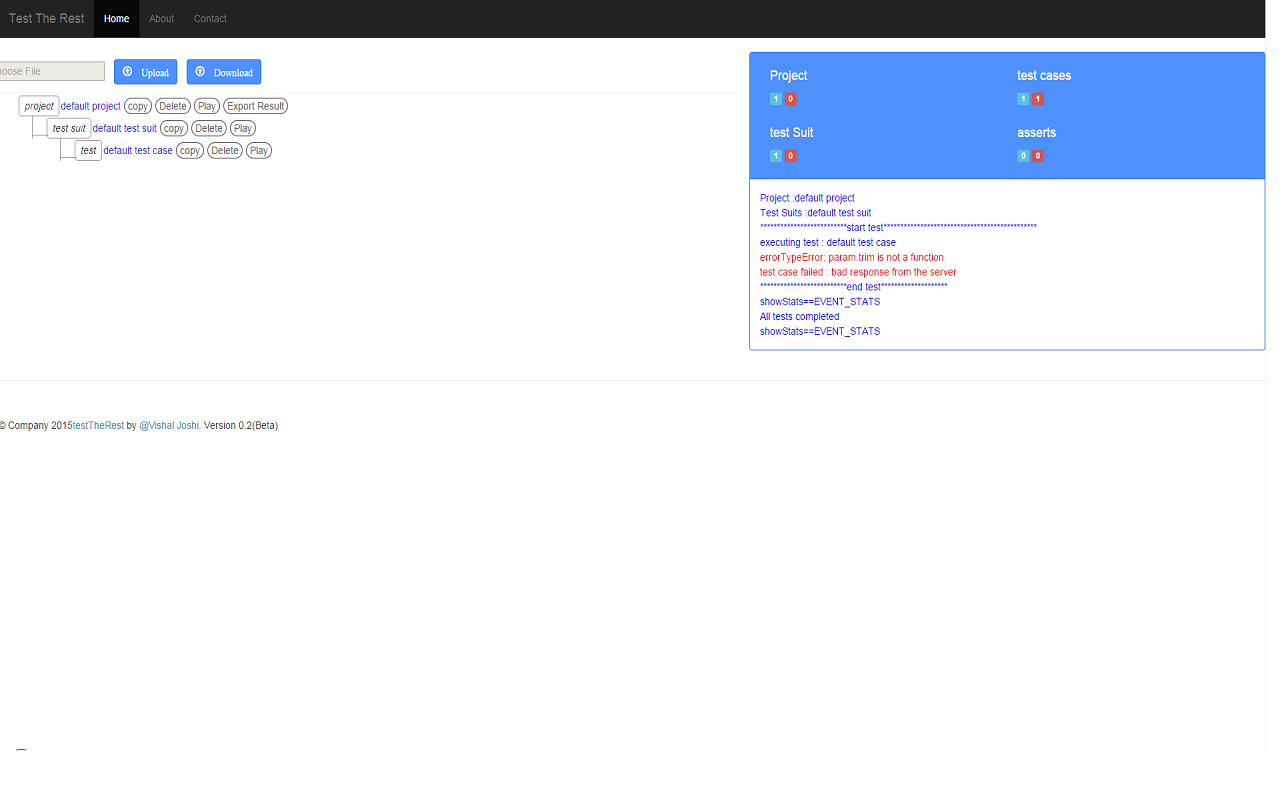 Test The Rest Home About Contact
oose File Upload Download
project default project copy Delete Play Export Result
test suit default test suit copy Delete Play
test default test case copy Delete Play
Project
1 0
test cases
1 1
test Suit
1 0
asserts
0 0
Project :default project
Test Suits :default test suit
**************************start test**********************************************
executing test : default test case
errorTypeError: param.trim is not a function
test case failed : bad response from the server
**************************end test********************
showStats==EVENT_STATS
All tests completed
showStats==EVENT_STATS
© Company 2015testTheRest by @Vishal Joshi. Version 0.2(Beta)